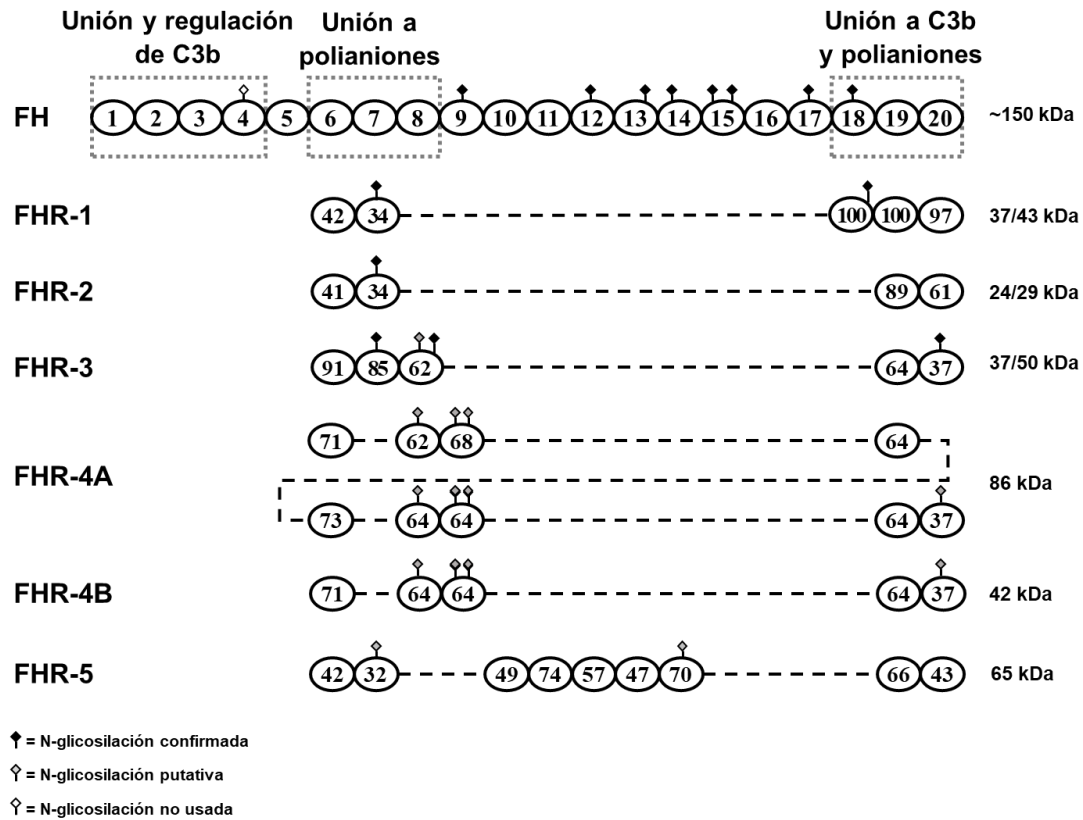 Unión y regulación
de C3b
Unión a
polianiones
Unión a C3b
y polianiones
FH 1 2 3 4 5 6 7 8 9 10 11 12 13 14 15 16 17 18 19 20 ~150 kDa
FHR-1 42 34 100 100 97 37/43 kDa
FHR-2 41 34 89 61 24/29 kDa
FHR-3 91 85 62 64 37 37/50 kDa
71 62 68 64
FHR-4A 86 kDa
73 64 64 64 37
FHR-4B 71 64 64 64 37 42 kDa
FHR-5 42 32 49 74 57 47 70 66 43 65 kDa
= N-glicosilación confirmada
= N-glicosilación putativa
= N-glicosilación no usada